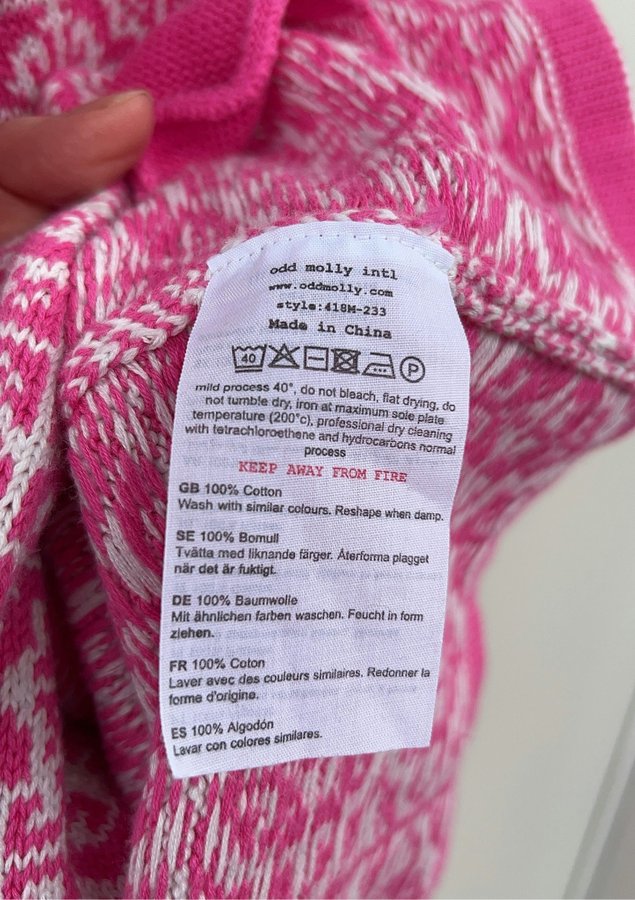 odd molly intl
www.oddmolly.com
style:418M-233
Made in China
40 P
mild process 40°, do not bleach, flat drying, do
not tumble dry, iron at maximum sole plate
temperature (200°c), professional dry cleaning
with tetrachloroethene and hydrocarbons normal
process
KEEP AWAY FROM FIRE
GB 100% Cotton
Wash with similar colours. Reshape when damp.
SE 100% Bomull
Tvätta med liknande färger. Återforma plagget
när det är fuktigt.
DE 100% Baumwolle
Mit ähnlichen farben waschen. Feucht in form
ziehen.
FR 100% Coton
Laver avec des couleurs similaires. Redonner la
forme d'origine.
ES 100% Algodón
Lavar con colores similares.